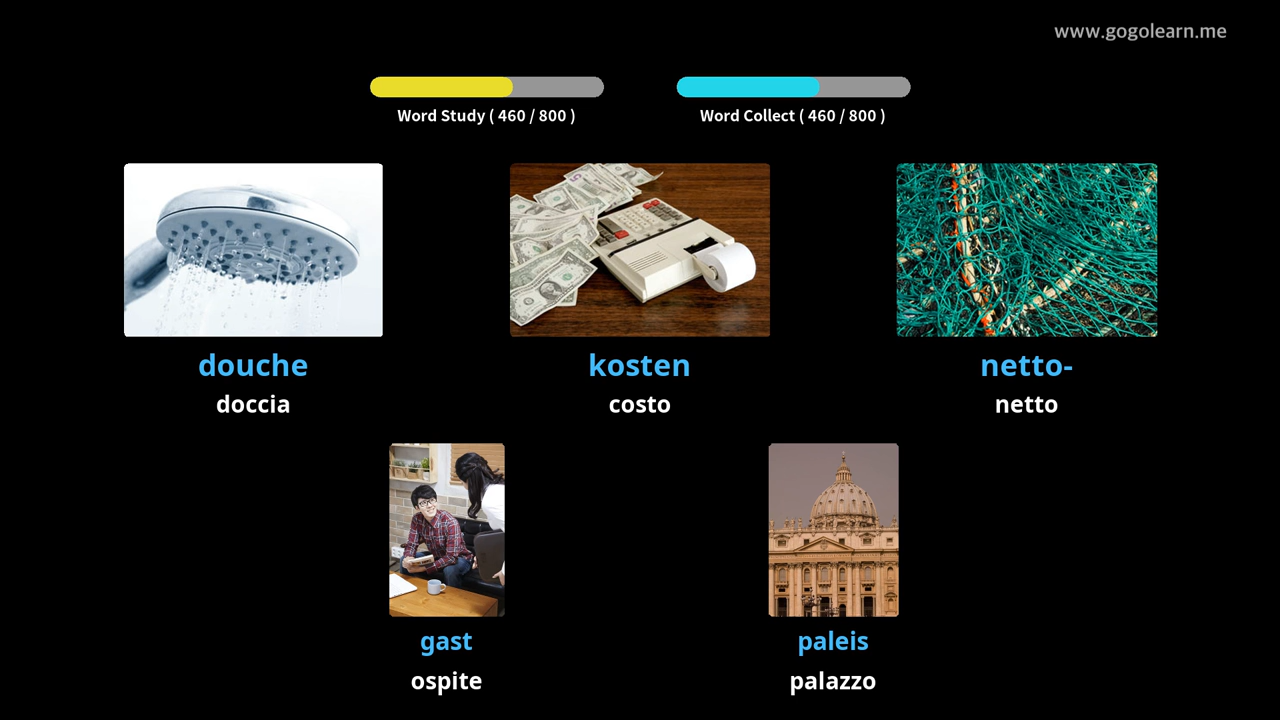 www.gogolearn.me
Word Study ( 460 / 800 )
Word Collect ( 460 / 800 )
douche
doccia
kosten
costo
netto-
netto
gast
ospite
paleis
palazzo